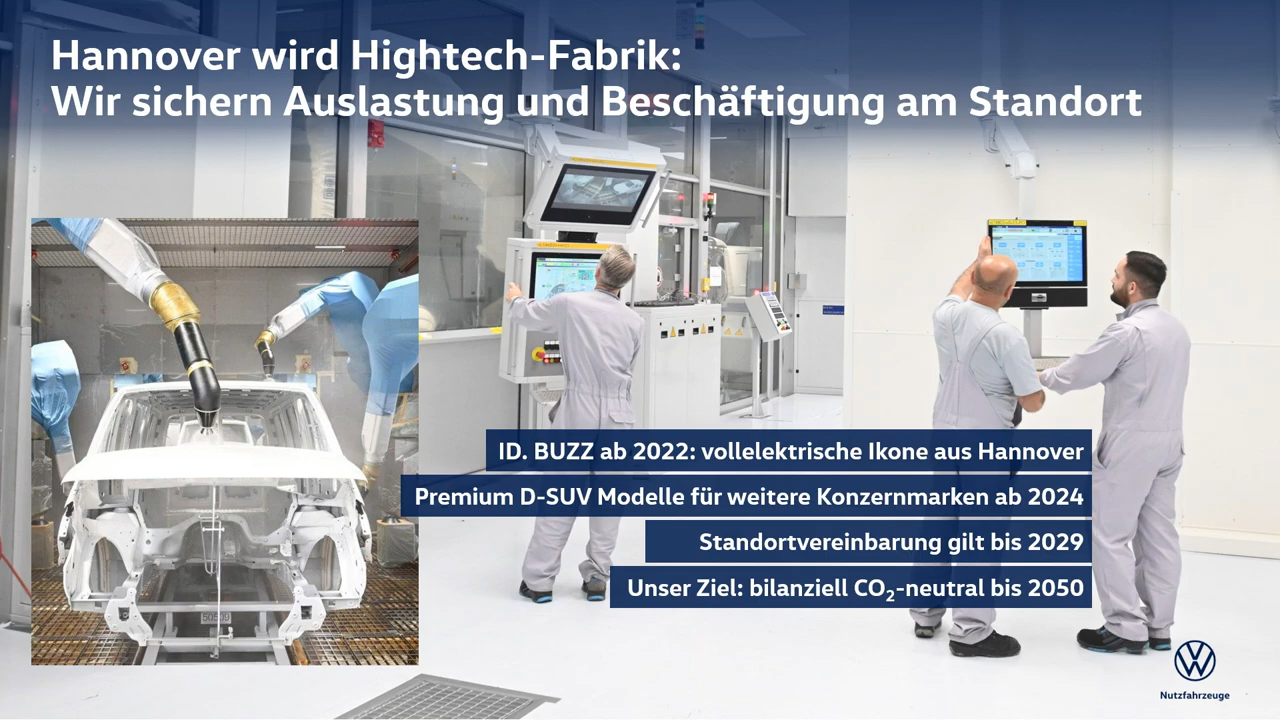 Hannover wird Hightech-Fabrik:
Wir sichern Auslastung und Beschäftigung am Standort
ID. BUZZ ab 2022: vollelektrische Ikone aus Hannover
Premium D-SUV Modelle für weitere Konzernmarken ab 2024
Standortvereinbarung gilt bis 2029
Unser Ziel: bilanziell CO₂-neutral bis 2050
Nutzfahrzeuge